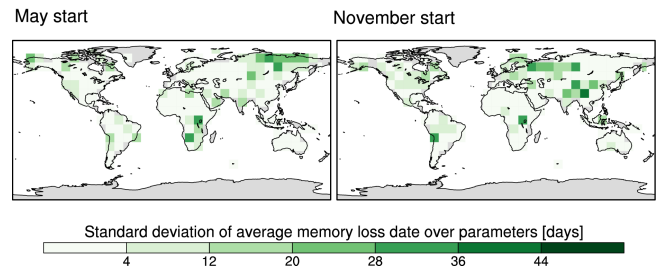 May start
November start
Standard deviation of average memory loss date over parameters [days]
4 12 20 28 36 44